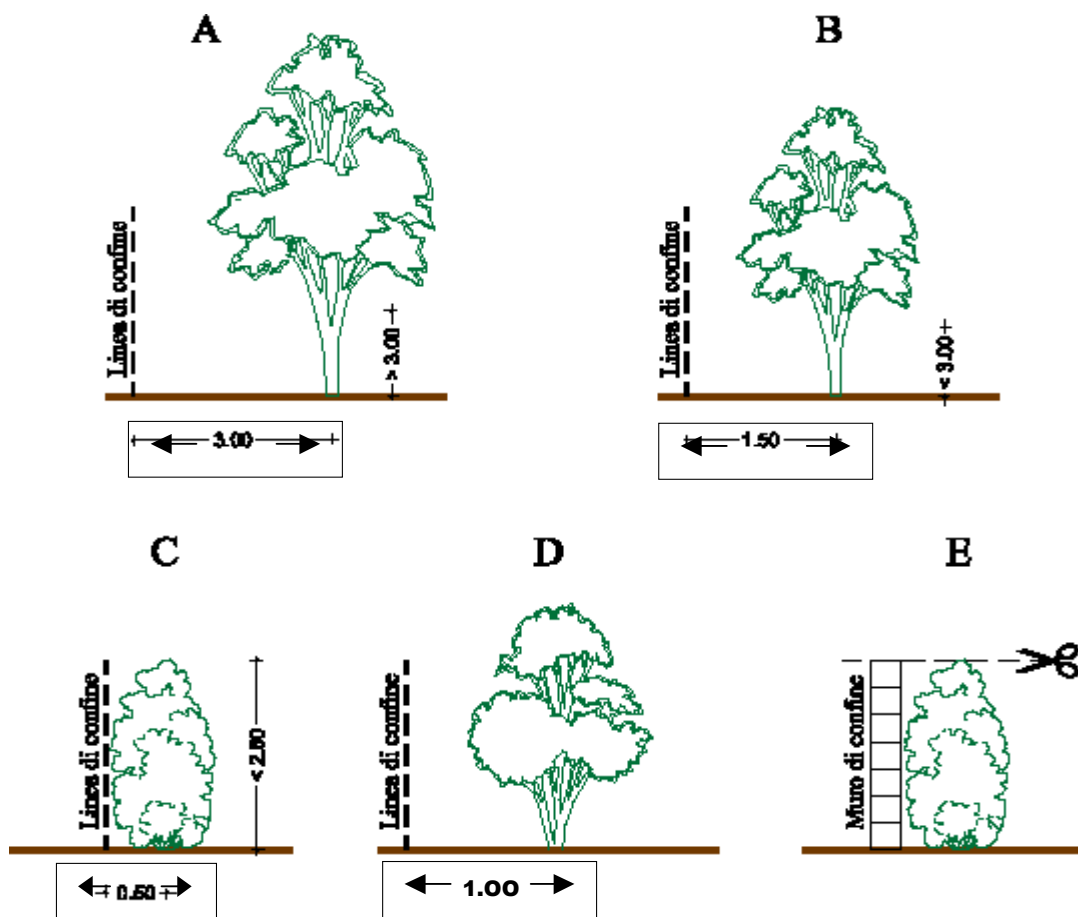 A
B
Linea di confine
> 3.00
Linea di confine
< 3.00
3.00
1.50
C
D
E
Linea di confine
< 2.50
Linea di confine
Muro di confine
0.50
1.00